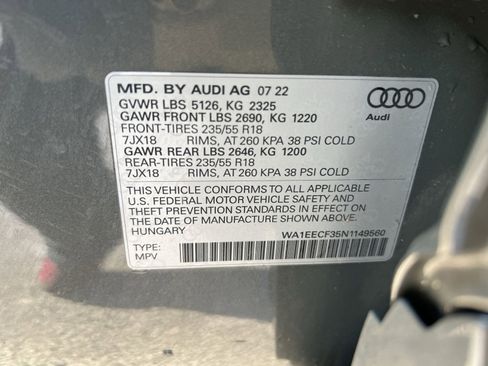 MFD. BY AUDI AG 07 22
GVWR LBS 5126, KG 2325
GAWR FRONT LBS 2690, KG 1220
FRONT-TIRES 235/55 R18
7JX18 RIMS, AT 260 KPA 38 PSI COLD
GAWR REAR LBS 2646, KG 1200
REAR-TIRES 235/55 R18
7JX18 RIMS, AT 260 KPA 38 PSI COLD
THIS VEHICLE CONFORMS TO ALL APPLICABLE
U.S. FEDERAL MOTOR VEHICLE SAFETY AND
THEFT PREVENTION STANDARDS IN EFFECT ON
THE DATE OF MANUFACTURE SHOWN ABOVE.
HUNGARY WA1EECF35N1149560
TYPE:
MPV
Audi